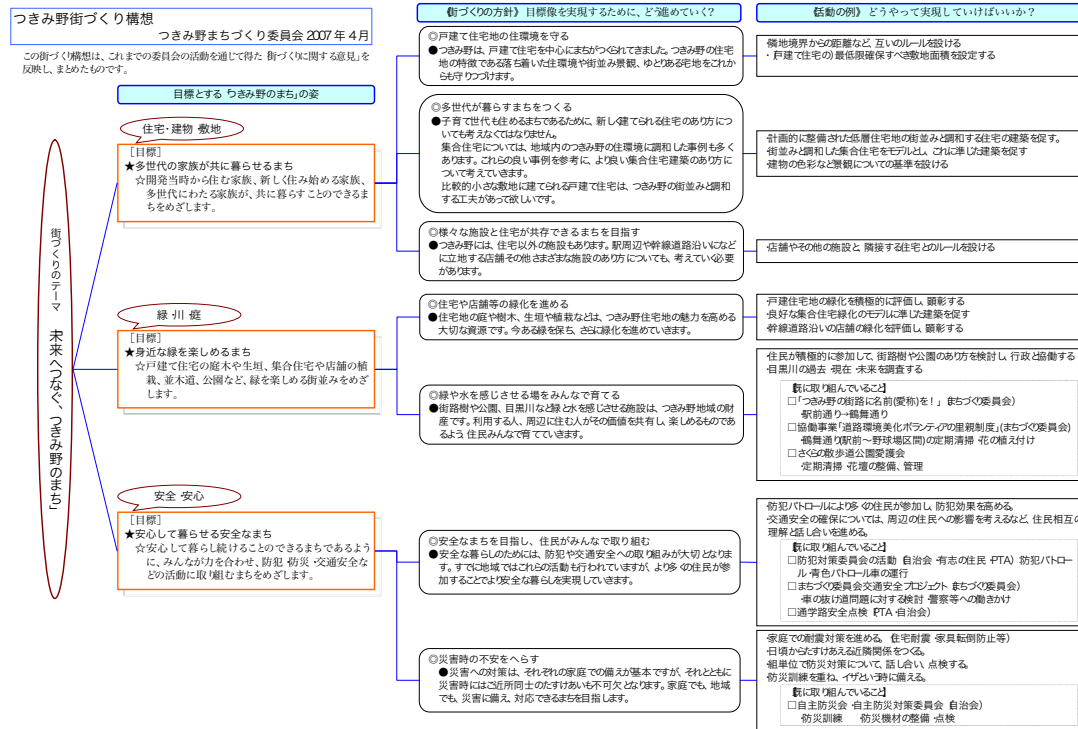 つきみ野街づくり構想
つきみ野まちづくり委員会 2007年4月
この街づくり構想は、これまでの委員会の活動を通じて得た「街づくりに関する意見」を
反映し、まとめたものです。
目標とする「つきみ野のまち」の姿
《街づくりの方針》 目標像を実現するために、どう進めていく?
《活動の例》 どうやって実現していけばいいか?
街づくりのテーマ 「未来へつなぐ、つきみ野のまち」
住宅・建物・敷地
[目標]
★多世代の家族が共に暮らせるまち
☆開発当時から住む家族、新しく住み始める家族、
多世代にわたる家族が、共に暮らすことのできるま
ちをめざします。
◎戸建て住宅地の住環境を守る
●つきみ野は、戸建て住宅を中心にまちがつくられてきました。つきみ野の住宅
地の特徴である落ち着いた住環境や街並み景観、ゆとりある宅地をこれか
らも守りつづけます。
・隣地境界からの距離など、互いのルールを設ける
・(戸建て住宅の)最低限確保すべき敷地面積を設定する
◎多世代が暮らすまちをつくる
●子育て世代も住めるまちであるために、新しく建てられる住宅のあり方につ
いても考えなくてはなりません。
集合住宅については、地域内のつきみ野の環境に調和した事例も多く
あります。これらの良い事例を参考に、より良い集合住宅建築のあり方に
ついて考えていきます。
比較的小さな敷地に建てられる戸建て住宅は、つきみ野の街並みと調和
する工夫があって欲しいです。
・計画的に整備された低層住宅地の街並みと調和する住宅の建築を促す。
・街並みと調和した集合住宅をモデルとし、これに準じた建築を促す
・建物の色彩など景観についての基準を設ける
◎様々な施設と住宅が共存できるまちを目指す
●つきみ野には、住宅以外の施設もあります。駅周辺や幹線道路沿いになど
に立地する店舗その他さまざまな施設のあり方についても、考えていく必要
があります。
・店舗やその他の施設と、隣接する住宅とのルールを設ける
緑・川・庭
[目標]
★身近な緑を楽しめるまち
☆戸建て住宅の庭木や生垣、集合住宅や店舗の植
栽、並木道、公園など、緑を楽しめる街並みをめざ
します。
◎住宅や店舗等の緑化を進める
●住宅地の庭や樹木、生垣や植栽などは、つきみ野住宅地の魅力を高める
大切な資源です。今ある緑を保ち、さらに緑化を進めていきます。
・戸建住宅地の緑化を積極的に評価し、顕彰する
・良好な集合住宅緑化のモデルに準じた建築を促す
・幹線道路沿いの店舗の緑化を評価し、顕彰する
◎緑や水を感じさせる場をみんなで育てる
●街路樹や公園、目黒川など緑と水を感じさせる施設は、つきみ野地域の財
産です。利用する人、周辺に住む人がその価値を共有し、楽しめるものであ
るよう、住民みんなで育てていきます。
・住民が積極的に参加して、街路樹や公園のあり方を検討し、行政と協働する
・目黒川の過去・現在・未来を調査する
【既に取り組んでいること】
□「つきみ野の街路に名前(愛称)を!」(まちづくり委員会)
・駅前通り→鶴舞通り
□協働事業「道路環境美化ボランティアの里親制度」(まちづくり委員会)
・鶴舞通り(駅前~野球場区間)の定期清掃・花の植え付け
□さくらの散歩道公園愛護会
・定期清掃・花壇の整備、管理
安全・安心
[目標]
★安心して暮らせる安全なまち
☆安心して暮らし続けることのできるまちであるよう
に、みんなが力を合わせて、防犯・防災・交通安全な
どの活動に取り組むまちをめざします。
◎安全なまちを目指し、住民がみんなで取り組む
●安全な暮らしのためには、防犯や交通安全への取り組みが大切となりま
す。すでに地域ではこれらの活動も行われていますが、より多くの住民が参
加することにより安全な暮らしを実現していきます。
・防犯パトロールにより多くの住民が参加し、防犯効果を高める。
・交通安全の確保については、周辺の住民への影響を考えるなど、住民相互の
理解と話し合いを進める。
【既に取り組んでいること】
□防犯対策委員会の活動(自治会・有志の住民・PTA) 防犯パトロー
ル・青色パトロール車の運行
□まちづくり委員会交通安全プロジェクト(まちづくり委員会)
・車の抜け道問題に対する検討・警察等への働きかけ
□通学路安全点検(PTA・自治会)
◎災害時の不安をへらす
●災害への対策は、それぞれの家庭での備えが基本ですが、それとともに
災害時にはご近所同士のたすけあいも不可欠となります。家庭でも、地域
でも、災害に備え、対応できるまちを目指します。
・家庭での耐震対策を進める。(住宅耐震・家具転倒防止等)
・日頃からたすけあえる近隣関係をつくる。
・組単位で防災対策について、話し合い、点検する。
・防災訓練を重ね、イザという時に備える。
【既に取り組んでいること】
□自主防災会・自主防災対策委員会(自治会)
・防災訓練 ・防災機材の整備・点検